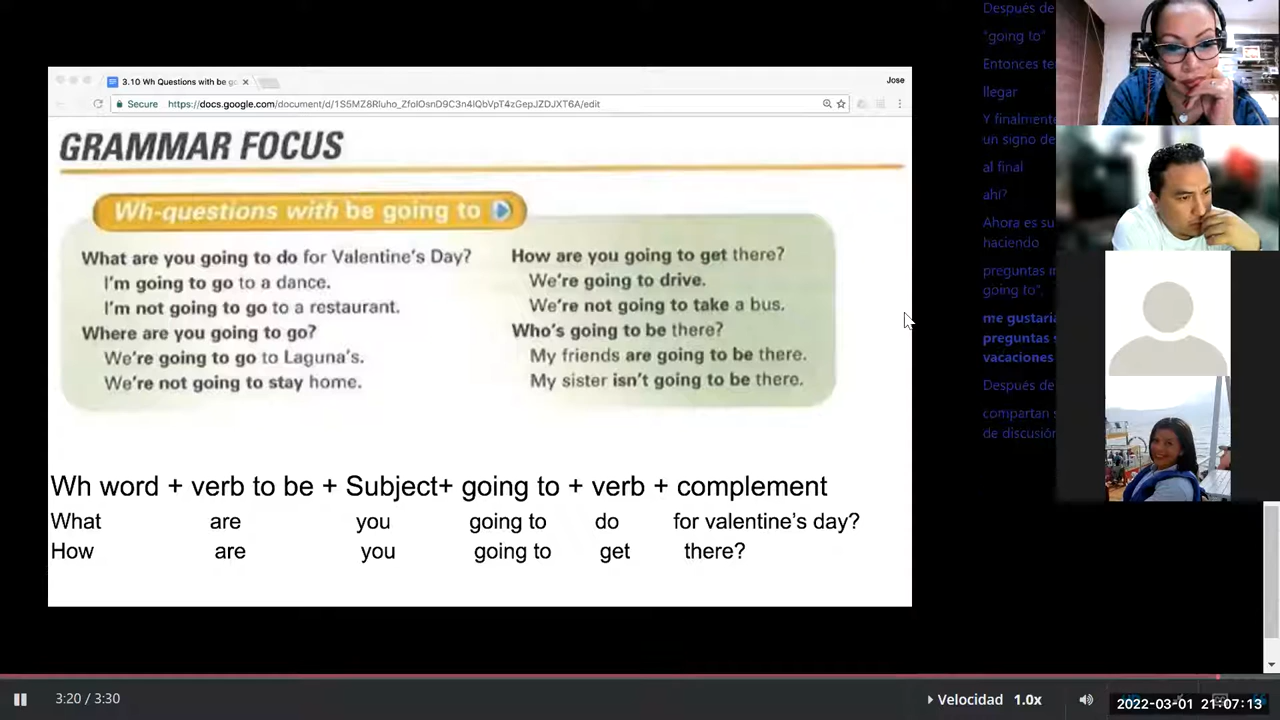 3.10 Wh Questions with be go
Jose
Secure
https://docs.google.com/document/d/1S5MZ8Rluho_ZfolOsnD9C3n4lQbVpT4zGepJZDJXT6A/edit
GRAMMAR FOCUS
Wh-questions with be going to
What are you going to do for Valentine's Day?
I'm going to go to a dance.
I'm not going to go to a restaurant.
Where are you going to go?
We're going to go to Laguna's.
We're not going to stay home.
How are you going to get there?
We're going to drive.
We're not going to take a bus.
Who's going to be there?
My friends are going to be there.
My sister isn't going to be there.
Wh word + verb to be + Subject+ going to + verb + complement
What are you going to do for valentine's day?
How are you going to get there?
Después de
"going to"
Entonces te
llegar
Y finalmente
un signo de
al final
ahí?
Ahora es su
haciendo
preguntas i
going to".
me gustaría
preguntas s
vacaciones
Después de
compartan s
de discusión
3:20 / 3:30
Velocidad 1.0x
2022-03-01 21:07:13